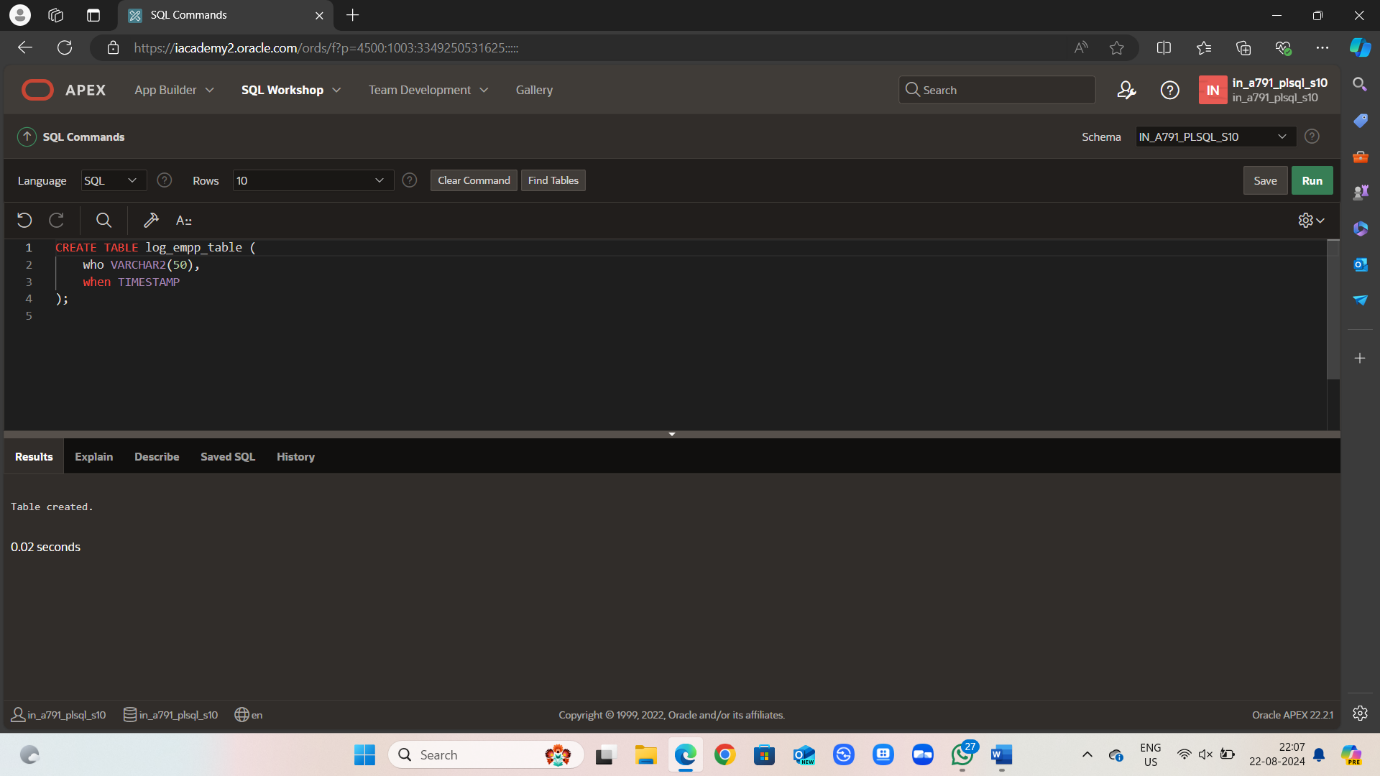 SQL Commands
https://iacademy2.oracle.com/ords/f?p=4500:1003:3349250531625:::::
APEX App Builder SQL Workshop Team Development Gallery Search IN in_a791_plsql_s10
in_a791_plsql_s10
SQL Commands Schema IN_A791_PLSQL_S10
Language SQL Rows 10 Clear Command Find Tables Save Run
1 CREATE TABLE log_empp_table (
2 who VARCHAR2(50),
3 when TIMESTAMP
4 );
5
Results Explain Describe Saved SQL History
Table created.
0.02 seconds
in_a791_plsql_s10 in_a791_plsql_s10 en Copyright © 1999, 2022, Oracle and/or its affiliates. Oracle APEX 22.2.1
Search NEW 27 ENG
US 22:07
22-08-2024 PRE